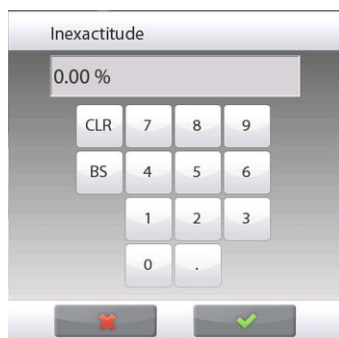 Inexactitude
0.00 %
CLR 7 8 9
BS 4 5 6
1 2 3
0 .